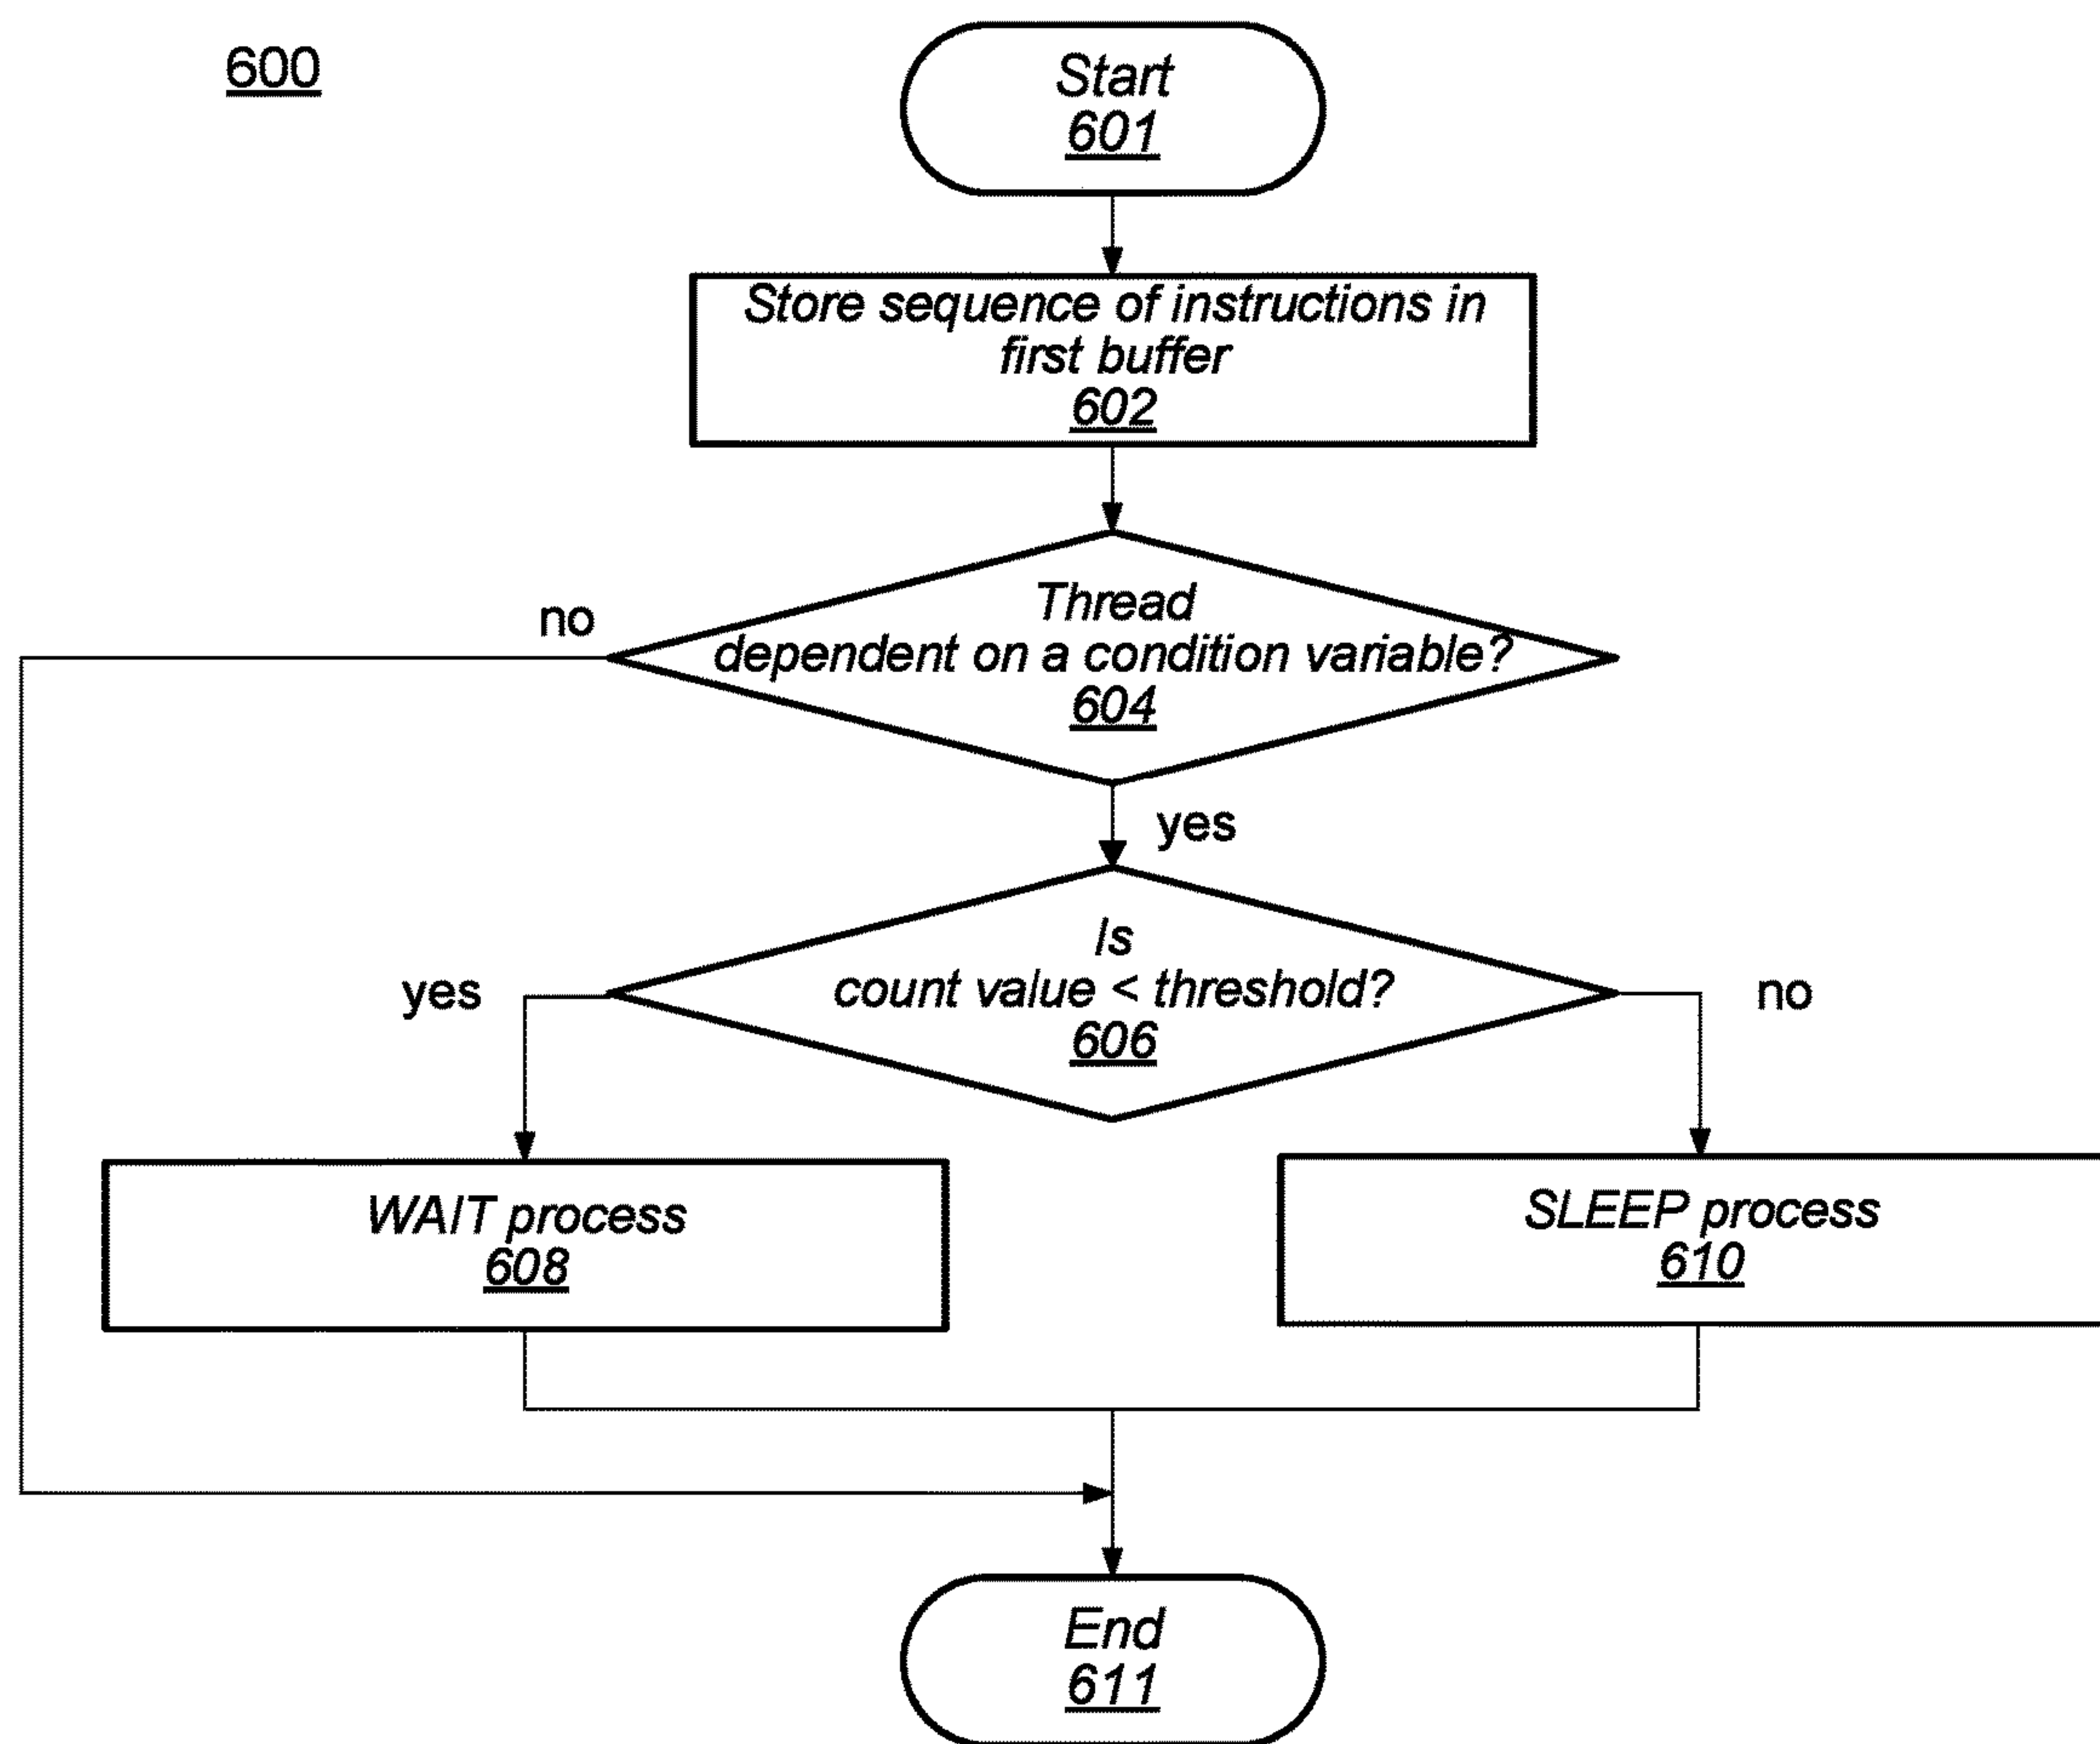 600
Start
601
Store sequence of instructions in
first buffer
602
Thread
dependent on a condition variable?
604
no
yes
Is
count value < threshold?
606
yes
no
WAIT process
608
SLEEP process
610
End
611